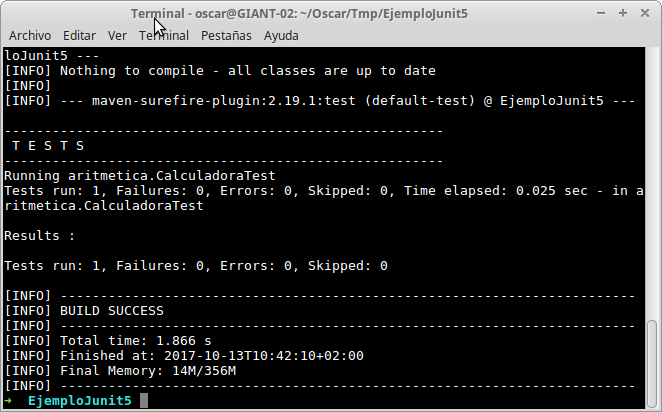 Terminal - oscar@GIANT-02: ~/Oscar/Tmp/EjemploJunit5
Archivo Editar Ver Terminal Pestañas Ayuda
loJunit5 ---
[INFO] Nothing to compile - all classes are up to date
[INFO]
[INFO] --- maven-surefire-plugin:2.19.1:test (default-test) @ EjemploJunit5 ---
-------------------------------------------------------
 T E S T S
-------------------------------------------------------
Running aritmetica.CalculadoraTest
Tests run: 1, Failures: 0, Errors: 0, Skipped: 0, Time elapsed: 0.025 sec - in a
ritmetica.CalculadoraTest
Results :
Tests run: 1, Failures: 0, Errors: 0, Skipped: 0
[INFO] ------------------------------------------------------------------------
[INFO] BUILD SUCCESS
[INFO] ------------------------------------------------------------------------
[INFO] Total time: 1.866 s
[INFO] Finished at: 2017-10-13T10:42:10+02:00
[INFO] Final Memory: 14M/356M
[INFO] ------------------------------------------------------------------------
→ EjemploJunit5